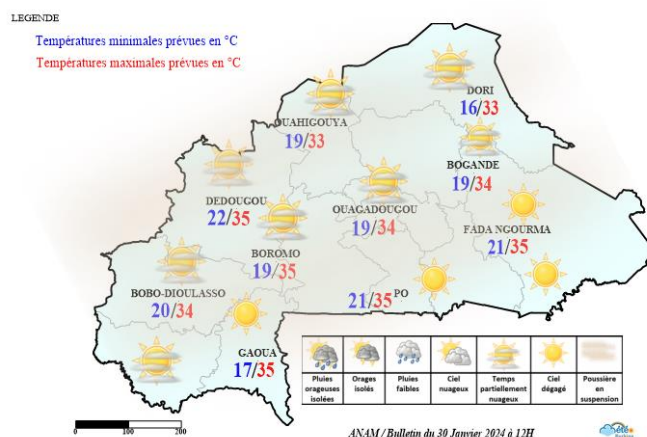 LEGENDE
Températures minimales prévues en °C
Températures maximales prévues en °C
DORI
16/33
OUAHIGOUYA
19/33
BOGANDE
19/34
DEDOUGOU
22/35
OUAGADOUGOU
19/34
FADA NGOURMA
21/35
BOROMO
19/35
BOBO-DIOULASSO
20/34
21/35 PO
GAOUA
17/35
Pluies orageuses isolées
Orages isolés
Pluies faibles
Ciel nuageux
Temps partiellement nuageux
Ciel dégagé
Poussière en suspension
0 100 200
ANAM / Bulletin du 30 Janvier 2024 à 12H